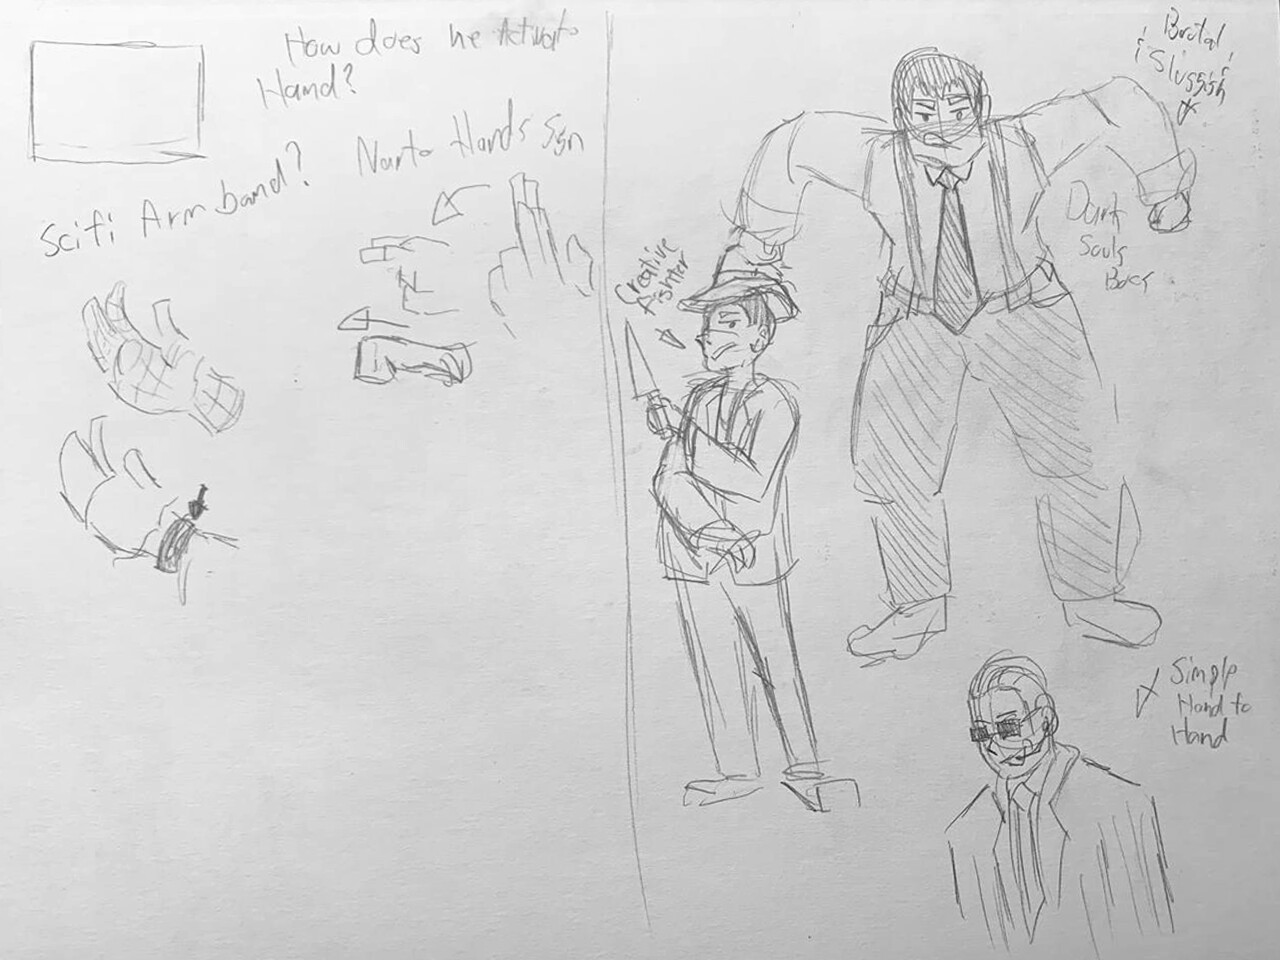 How does he Activate
Hand?
Scifi Arm band?
Naruto Hands Sign
Creative
Fighter
Brutal
Sluggish
Dark
Souls
Boss
Simple
Hand to
Hand